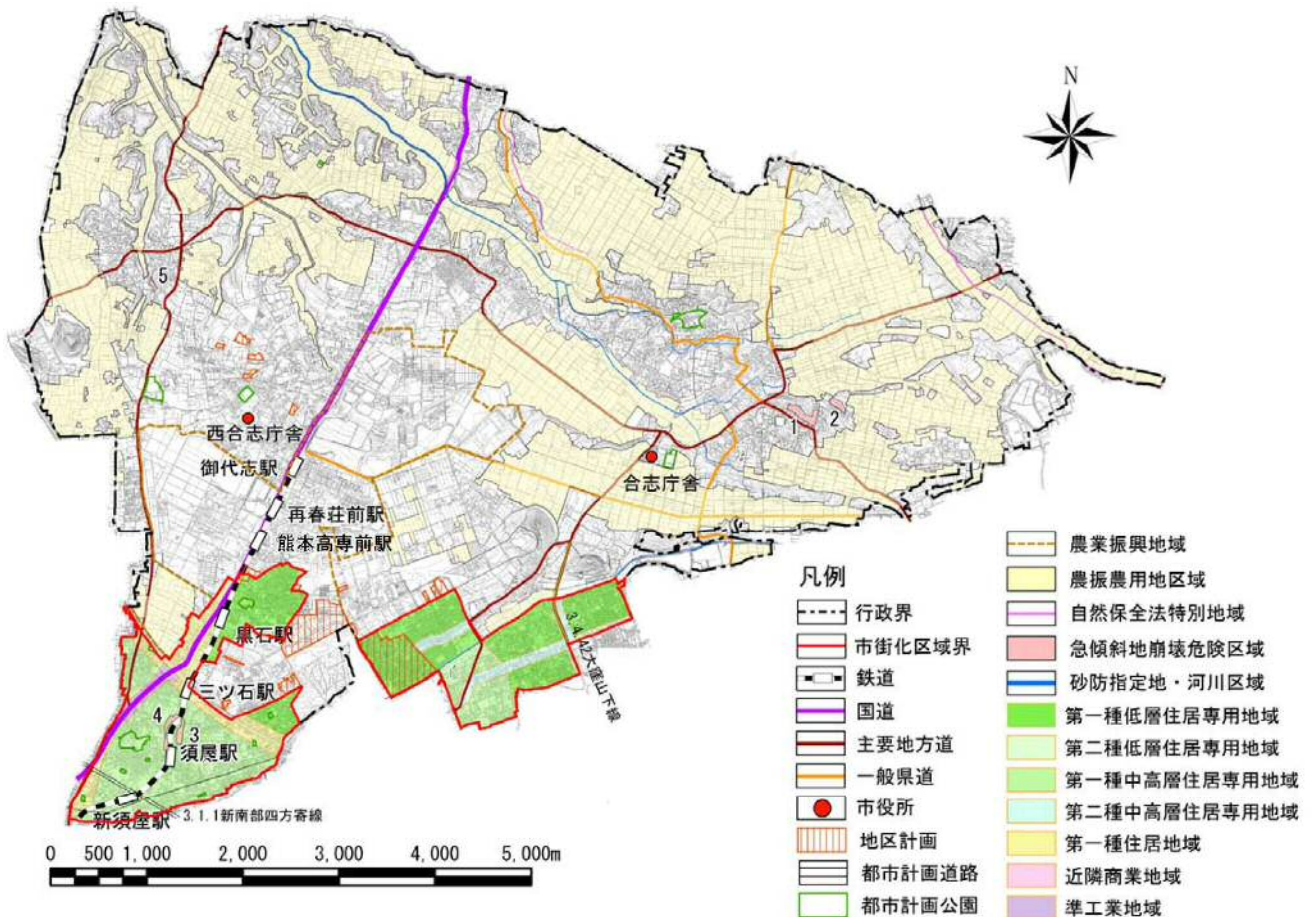 N
5
西合志庁舎
御代志駅
再春荘前駅
熊本高専前駅
合志庁舎
1
2
黒石駅
三ツ石駅
4
3
須屋駅
新須屋駅
3.1.1新南部四方寄線
3.4.42大窪山下線
0 500 1,000 2,000 3,000 4,000 5,000m
凡例
行政界
市街化区域界
鉄道
国道
主要地方道
一般県道
市役所
地区計画
都市計画道路
都市計画公園
農業振興地域
農振農用地区域
自然保全法特別地域
急傾斜地崩壊危険区域
砂防指定地・河川区域
第一種低層住居専用地域
第二種低層住居専用地域
第一種中高層住居専用地域
第二種中高層住居専用地域
第一種住居地域
近隣商業地域
準工業地域